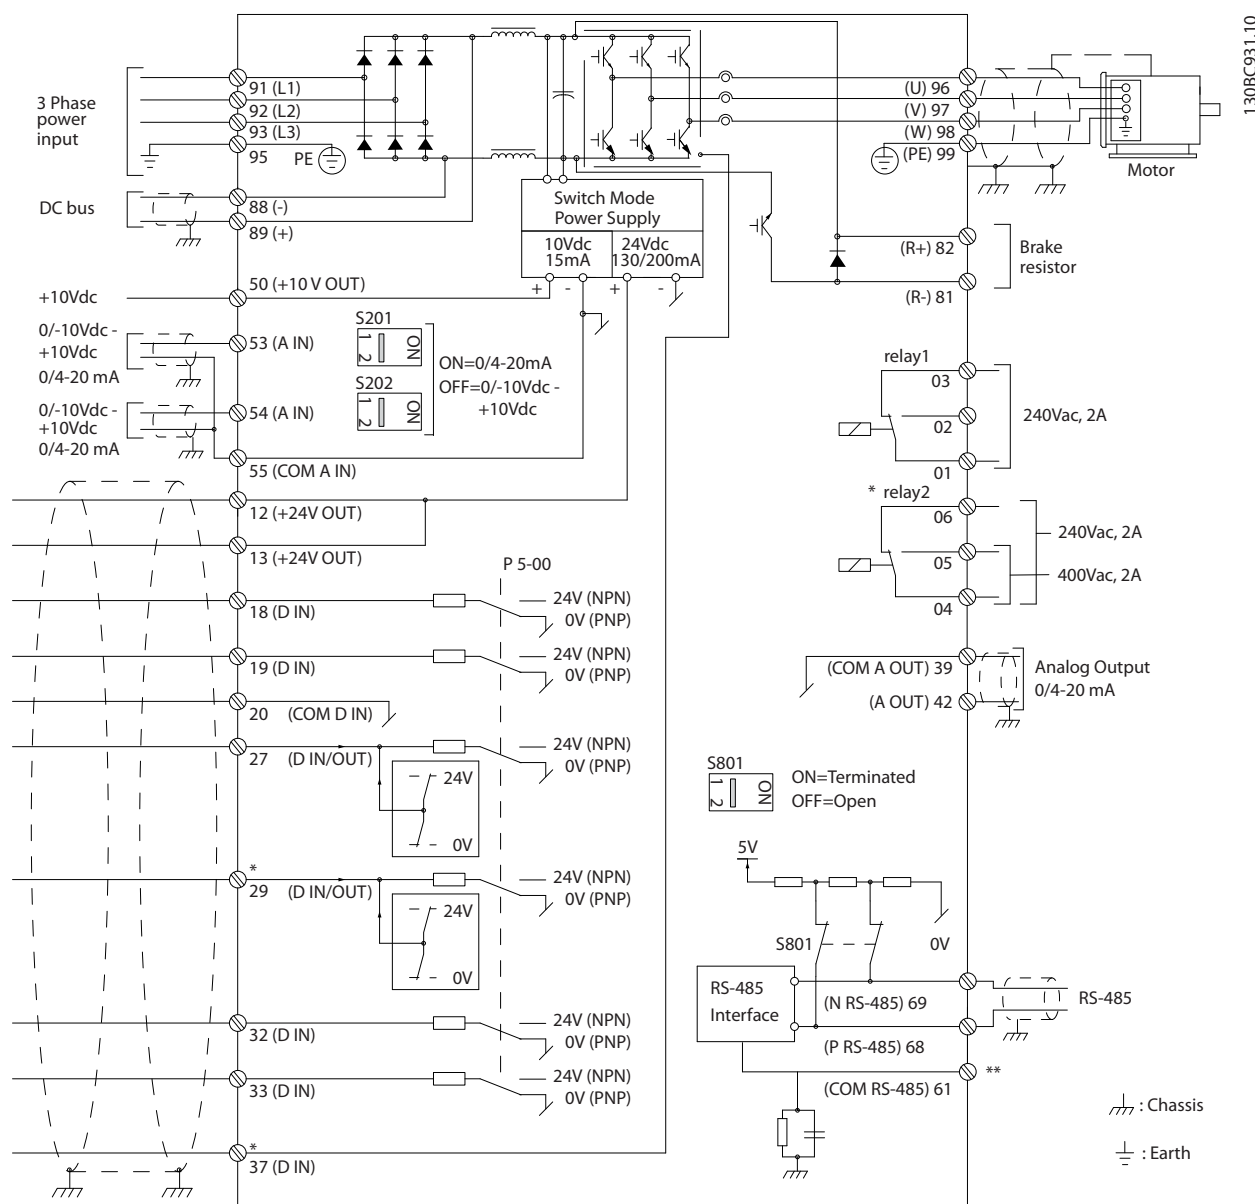 130BC931.10
3 Phase
power
input
91 (L1)
92 (L2)
93 (L3)
95
PE
DC bus
88 (-)
89 (+)
Switch Mode
Power Supply
10Vdc
15mA
24Vdc
130/200mA
+ - + -
(U) 96
(V) 97
(W) 98
(PE) 99
Motor
(R+) 82
(R-) 81
Brake
resistor
+10Vdc
50 (+10 V OUT)
0/-10Vdc -
+10Vdc
0/4-20 mA
53 (A IN)
0/-10Vdc -
+10Vdc
0/4-20 mA
54 (A IN)
55 (COM A IN)
S201
1 2
ON
S202
1 2
ON
ON=0/4-20mA
OFF=0/-10Vdc -
+10Vdc
relay1
03
02
01
240Vac, 2A
* relay2
06
05
04
240Vac, 2A
400Vac, 2A
12 (+24V OUT)
13 (+24V OUT)
P 5-00
18 (D IN)
24V (NPN)
0V (PNP)
19 (D IN)
24V (NPN)
0V (PNP)
20 (COM D IN)
27 (D IN/OUT)
24V (NPN)
0V (PNP)
24V
0V
*
29 (D IN/OUT)
24V (NPN)
0V (PNP)
24V
0V
32 (D IN)
24V (NPN)
0V (PNP)
33 (D IN)
24V (NPN)
0V (PNP)
*
37 (D IN)
(COM A OUT) 39
(A OUT) 42
Analog Output
0/4-20 mA
S801
1 2
ON
ON=Terminated
OFF=Open
5V
S801
0V
RS-485
Interface
(N RS-485) 69
RS-485
(P RS-485) 68
(COM RS-485) 61
**
: Chassis
: Earth